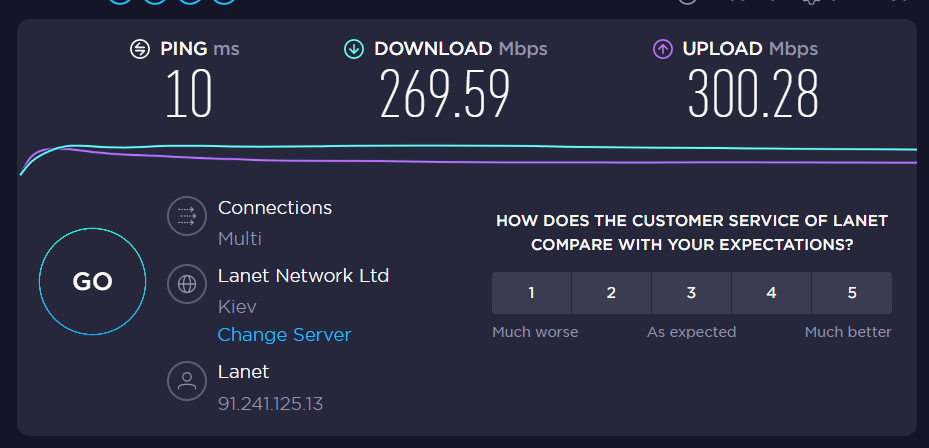 PING ms
10
DOWNLOAD Mbps
269.59
UPLOAD Mbps
300.28
GO
Connections
Multi
Lanet Network Ltd
Kiev
Change Server
Lanet
91.241.125.13
HOW DOES THE CUSTOMER SERVICE OF LANET
COMPARE WITH YOUR EXPECTATIONS?
1 2 3 4 5
Much worse As expected Much better